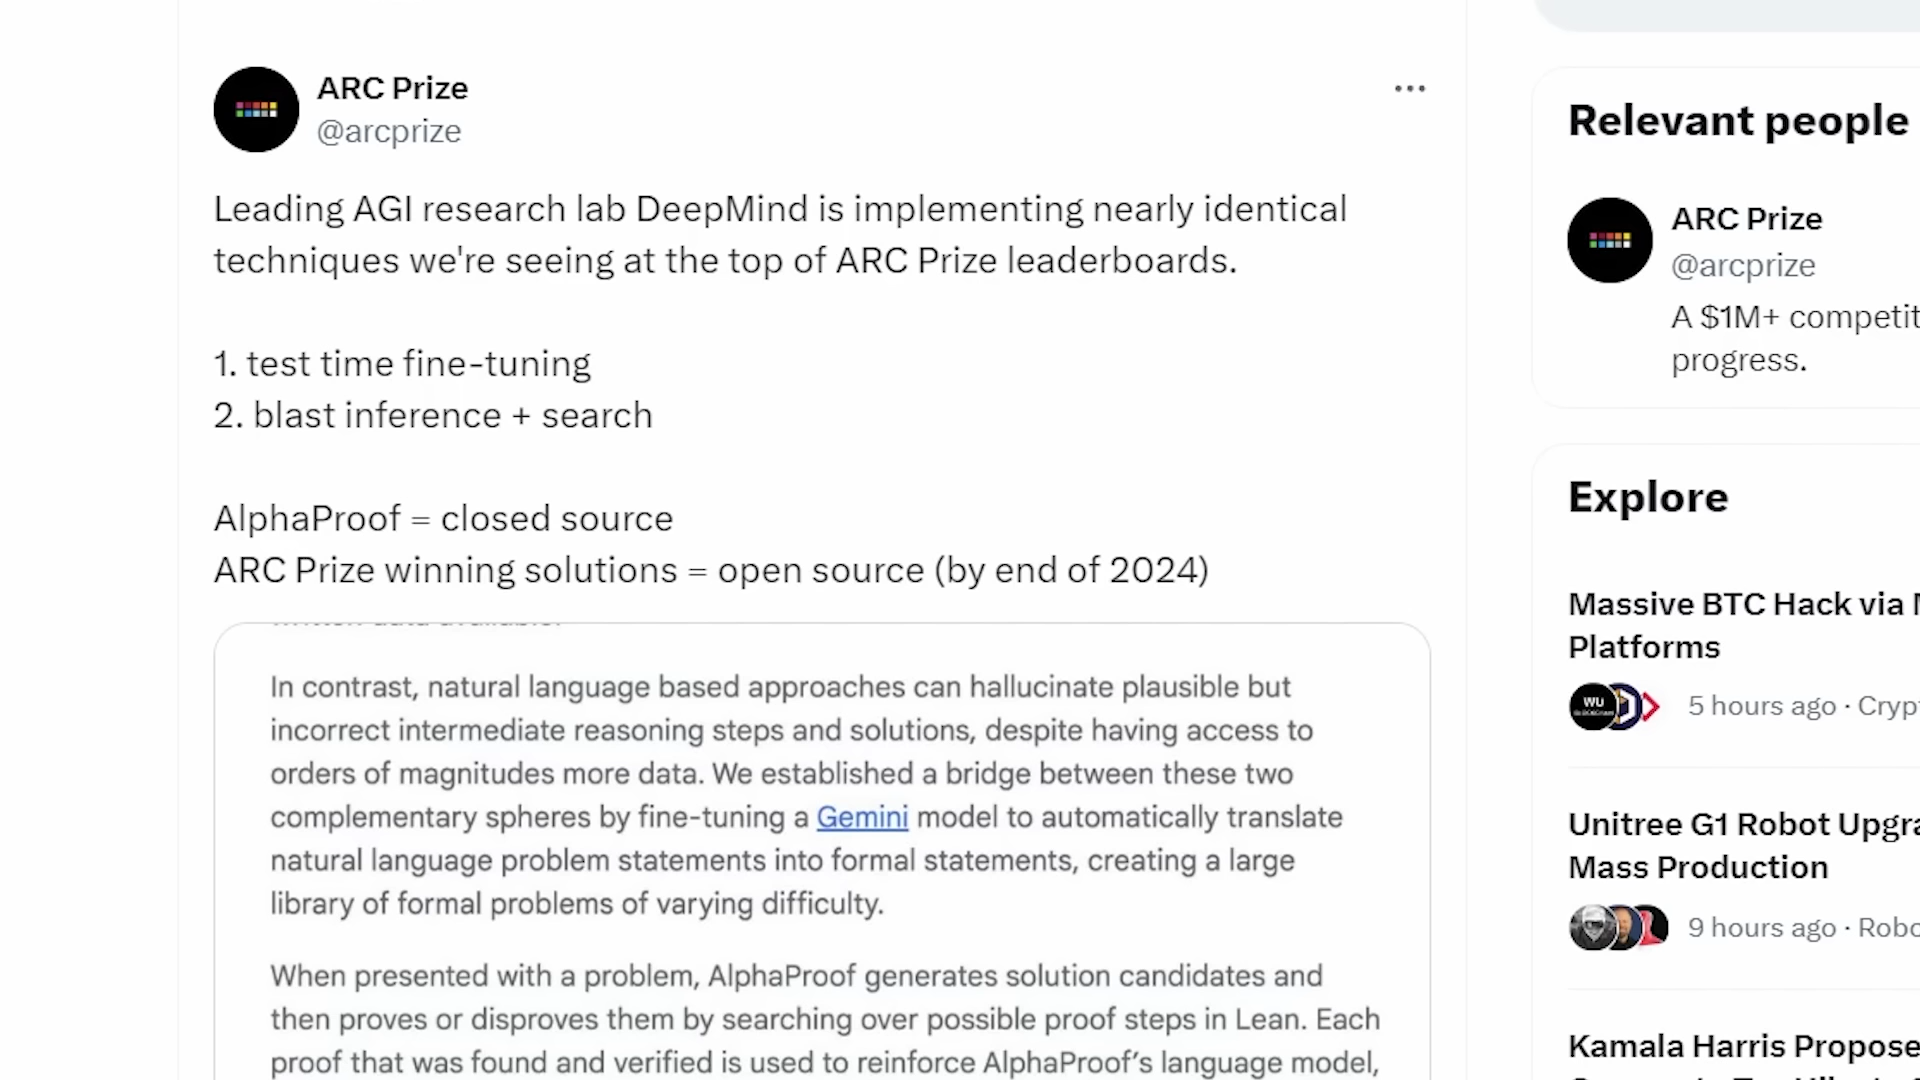 ARC Prize
@arcprize
Leading AGI research lab DeepMind is implementing nearly identical
techniques we're seeing at the top of ARC Prize leaderboards.
1. test time fine-tuning
2. blast inference + search
AlphaProof = closed source
ARC Prize winning solutions = open source (by end of 2024)
In contrast, natural language based approaches can hallucinate plausible but
incorrect intermediate reasoning steps and solutions, despite having access to
orders of magnitudes more data. We established a bridge between these two
complementary spheres by fine-tuning a Gemini model to automatically translate
natural language problem statements into formal statements, creating a large
library of formal problems of varying difficulty.
When presented with a problem, AlphaProof generates solution candidates and
then proves or disproves them by searching over possible proof steps in Lean. Each
proof that was found and verified is used to reinforce AlphaProof’s language model,
Relevant people
ARC Prize
@arcprize
A $1M+ competit
progress.
Explore
Massive BTC Hack via
Platforms
WU
5 hours ago · Cryp
Unitree G1 Robot Upgra
Mass Production
9 hours ago · Robo
Kamala Harris Propose